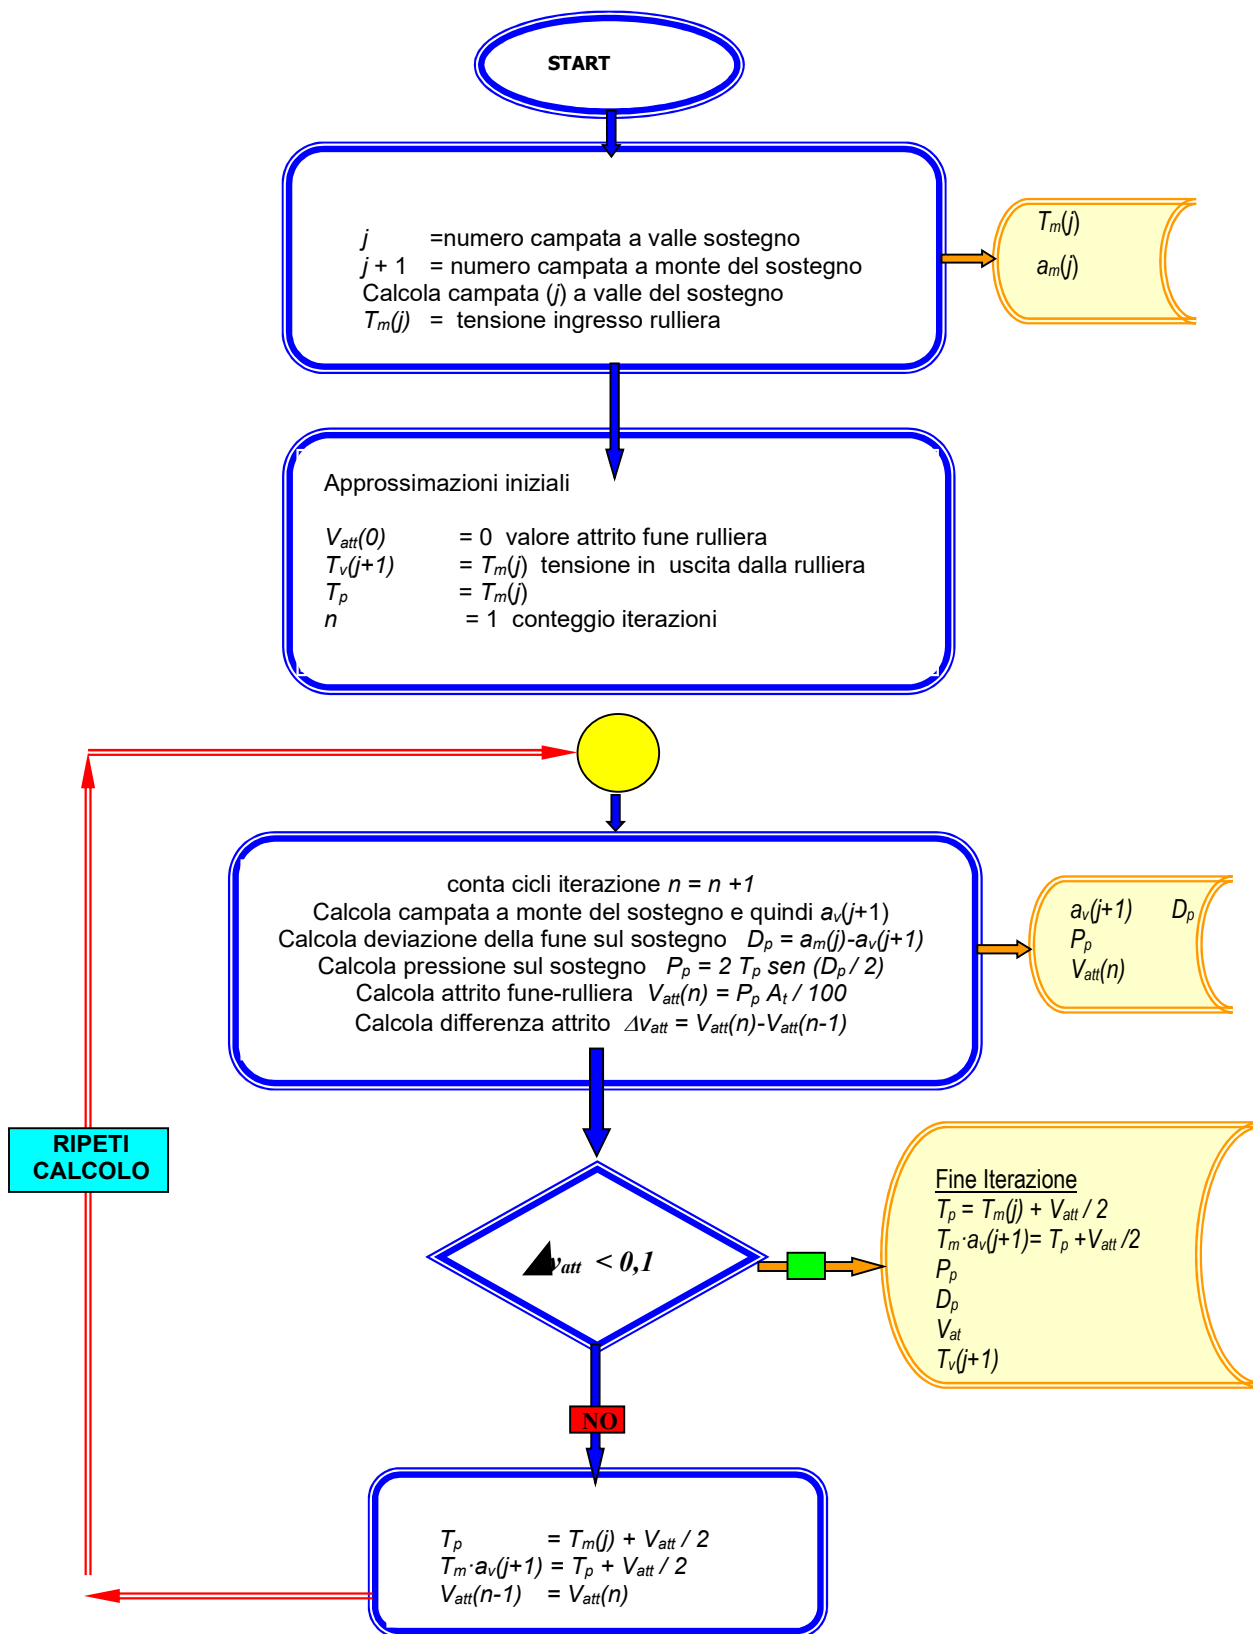 START
j =numero campata a valle sostegno
j + 1 = numero campata a monte del sostegno
Calcola campata (j) a valle del sostegno
Tm(j) = tensione ingresso rulliera
Tm(j)
am(j)
Approssimazioni iniziali
Vatt(0) = 0 valore attrito fune rulliera
Tv(j+1) = Tm(j) tensione in uscita dalla rulliera
Tp = Tm(j)
n = 1 conteggio iterazioni
conta cicli iterazione n = n +1
Calcola campata a monte del sostegno e quindi av(j+1)
Calcola deviazione della fune sul sostegno Dp = am(j)-av(j+1)
Calcola pressione sul sostegno Pp = 2 Tp sen (Dp / 2)
Calcola attrito fune-rulliera Vatt(n) = Pp At / 100
Calcola differenza attrito Δvatt = Vatt(n)-Vatt(n-1)
av(j+1) Dp
Pp
Vatt(n)
RIPETI
CALCOLO
vatt < 0,1
Fine Iterazione
Tp = Tm(j) + Vatt / 2
Tm·av(j+1)= Tp +Vatt /2
Pp
Dp
Vat
Tv(j+1)
NO
Tp = Tm(j) + Vatt / 2
Tm·av(j+1) = Tp + Vatt / 2
Vatt(n-1) = Vatt(n)